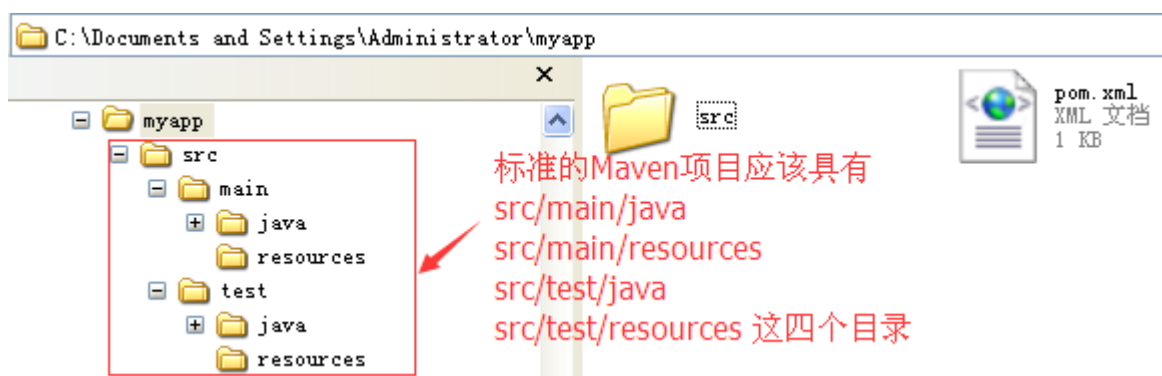 C:\Documents and Settings\Administrator\myapp
myapp
src
main
java
resources
test
java
resources
src
pom.xml
XML 文档
1 KB
标准的Maven项目应该具有
src/main/java
src/main/resources
src/test/java
src/test/resources 这四个目录